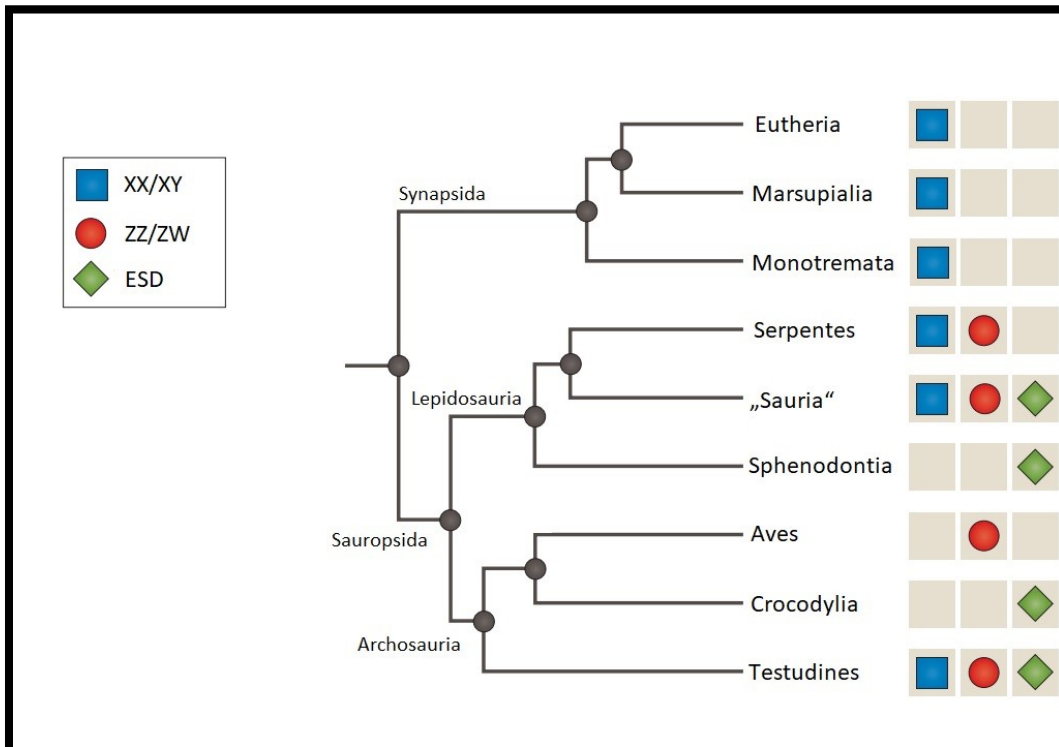 XX/XY
ZZ/ZW
ESD
Synapsida
Lepidosauria
Sauropsida
Archosauria
Eutheria
Marsupialia
Monotremata
Serpentes
„Sauria“
Sphenodontia
Aves
Crocodylia
Testudines